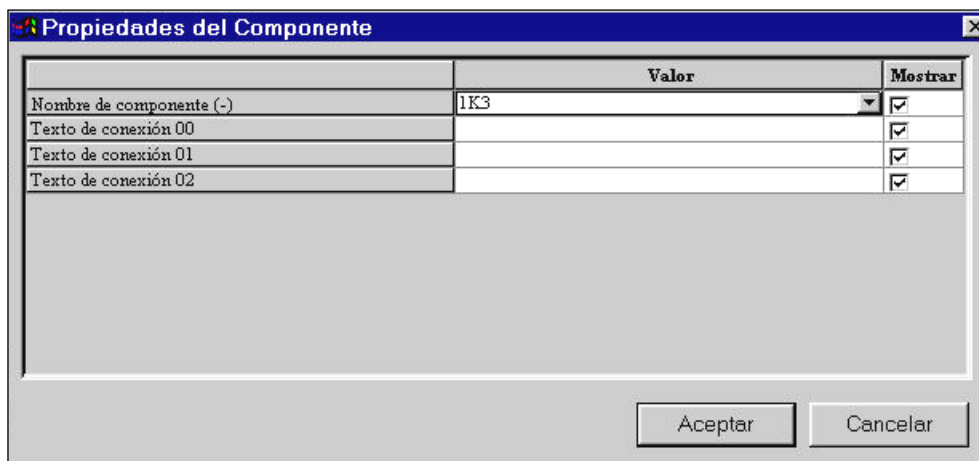 Propiedades del Componente
Valor Mostrar
Nombre de componente (-) 1K3
Texto de conexión 00
Texto de conexión 01
Texto de conexión 02
Aceptar Cancelar